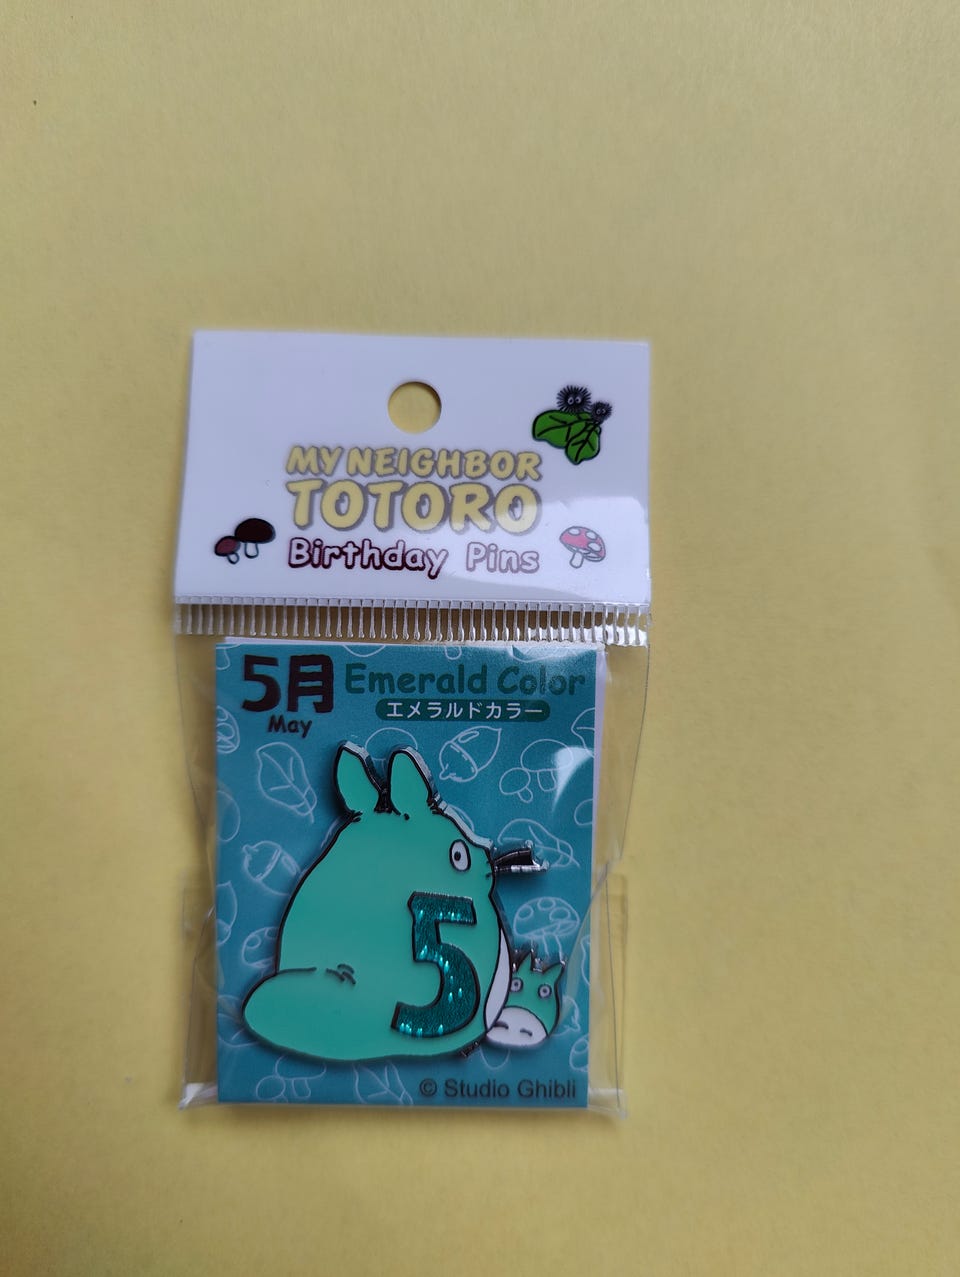 MY NEIGHBOR
TOTORO
Birthday Pins
5月 Emerald Color
May エメラルドカラー
5
© Studio Ghibli